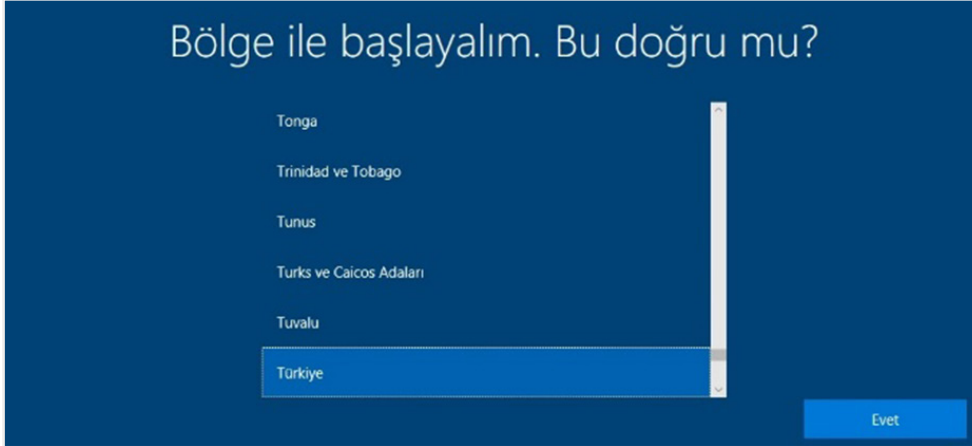 Bölge ile başlayalım. Bu doğru mu?
Tonga
Trinidad ve Tobago
Tunus
Turks ve Caicos Adaları
Tuvalu
Türkiye
Evet